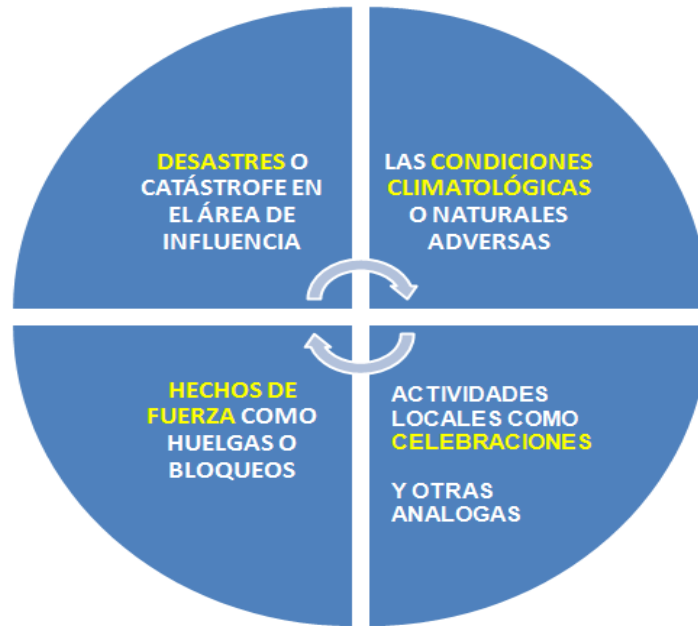 DESASTRES O
CATÁSTROFE EN
EL ÁREA DE
INFLUENCIA
LAS CONDICIONES
CLIMATOLÓGICAS
O NATURALES
ADVERSAS
HECHOS DE
FUERZA COMO
HUELGAS O
BLOQUEOS
ACTIVIDADES
LOCALES COMO
CELEBRACIONES
Y OTRAS
ANALOGAS